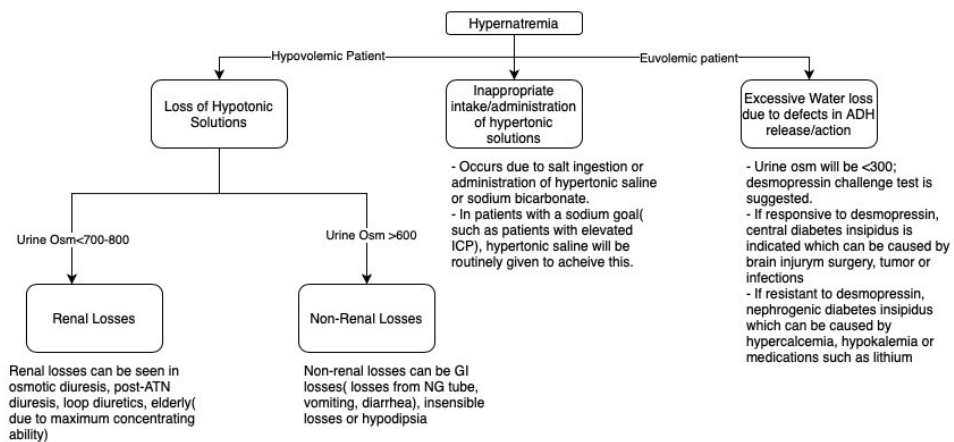 Hypernatremia
Hypovolemic Patient
Euvolemic patient
Loss of Hypotonic
Solutions
Inappropriate
intake/administration
of hypertonic
solutions
Excessive Water loss
due to defects in ADH
release/action
- Occurs due to salt ingestion or
administration of hypertonic saline
or sodium bicarbonate.
- In patients with a sodium goal(
such as patients with elevated
ICP), hypertonic saline will be
routinely given to acheive this.
- Urine osm will be <300;
desmopressin challenge test is
suggested.
- If responsive to desmopressin,
central diabetes insipidus is
indicated which can be caused by
brain injurym surgery, tumor or
infections
- If resistant to desmopressin,
nephrogenic diabetes insipidus
which can be caused by
hypercalcemia, hypokalemia or
medications such as lithium
Urine Osm<700-800
Urine Osm >600
Renal Losses
Non-Renal Losses
Renal losses can be seen in
osmotic diuresis, post-ATN
diuresis, loop diuretics, elderly(
due to maximum concentrating
ability)
Non-renal losses can be GI
losses( losses from NG tube,
vomiting, diarrhea), insensible
losses or hypodipsia